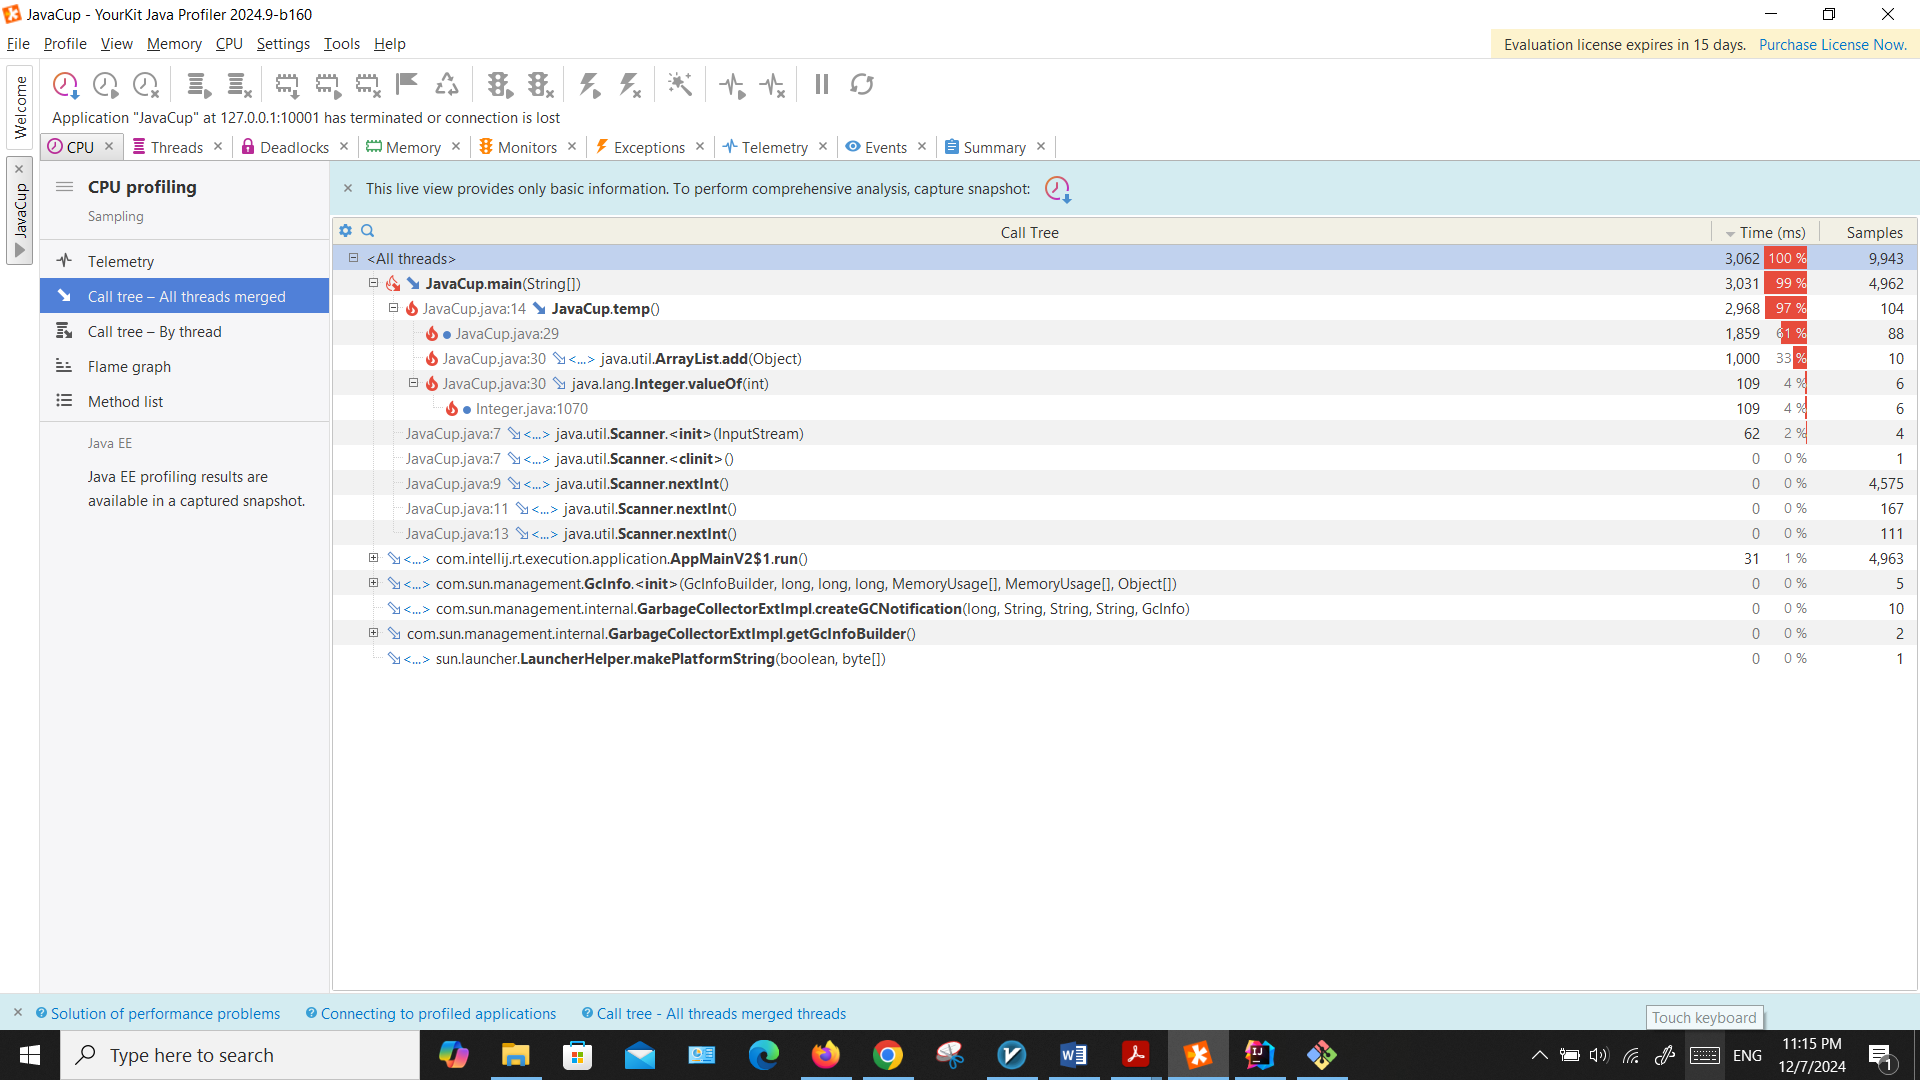 JavaCup - YourKit Java Profiler 2024.9-b160
File Profile View Memory CPU Settings Tools Help
Evaluation license expires in 15 days. Purchase License Now.
Welcome
JavaCup
Application "JavaCup" at 127.0.0.1:10001 has terminated or connection is lost
CPU Threads Deadlocks Memory Monitors Exceptions Telemetry Events Summary
CPU profiling
Sampling
Telemetry
Call tree – All threads merged
Call tree – By thread
Flame graph
Method list
Java EE
Java EE profiling results are
available in a captured snapshot.
This live view provides only basic information. To perform comprehensive analysis, capture snapshot:
Call Tree Time (ms) Samples
<All threads> 3,062 100 % 9,943
JavaCup.main(String[]) 3,031 99 % 4,962
JavaCup.java:14 JavaCup.temp() 2,968 97 % 104
JavaCup.java:29 1,859 61 % 88
JavaCup.java:30 <...> java.util.ArrayList.add(Object) 1,000 33 % 10
JavaCup.java:30 java.lang.Integer.valueOf(int) 109 4 % 6
Integer.java:1070 109 4 % 6
JavaCup.java:7 <...> java.util.Scanner.<init>(InputStream) 62 2 % 4
JavaCup.java:7 <...> java.util.Scanner.<clinit>() 0 0 % 1
JavaCup.java:9 <...> java.util.Scanner.nextInt() 0 0 % 4,575
JavaCup.java:11 <...> java.util.Scanner.nextInt() 0 0 % 167
JavaCup.java:13 <...> java.util.Scanner.nextInt() 0 0 % 111
<...> com.intellij.rt.execution.application.AppMainV2$1.run() 31 1 % 4,963
<...> com.sun.management.GcInfo.<init>(GcInfoBuilder, long, long, long, MemoryUsage[], MemoryUsage[], Object[]) 0 0 % 5
<...> com.sun.management.internal.GarbageCollectorExtImpl.createGCNotification(long, String, String, String, GcInfo) 0 0 % 10
com.sun.management.internal.GarbageCollectorExtImpl.getGcInfoBuilder() 0 0 % 2
<...> sun.launcher.LauncherHelper.makePlatformString(boolean, byte[]) 0 0 % 1
Solution of performance problems Connecting to profiled applications Call tree - All threads merged threads
Touch keyboard
Type here to search
ENG
11:15 PM
12/7/2024
1